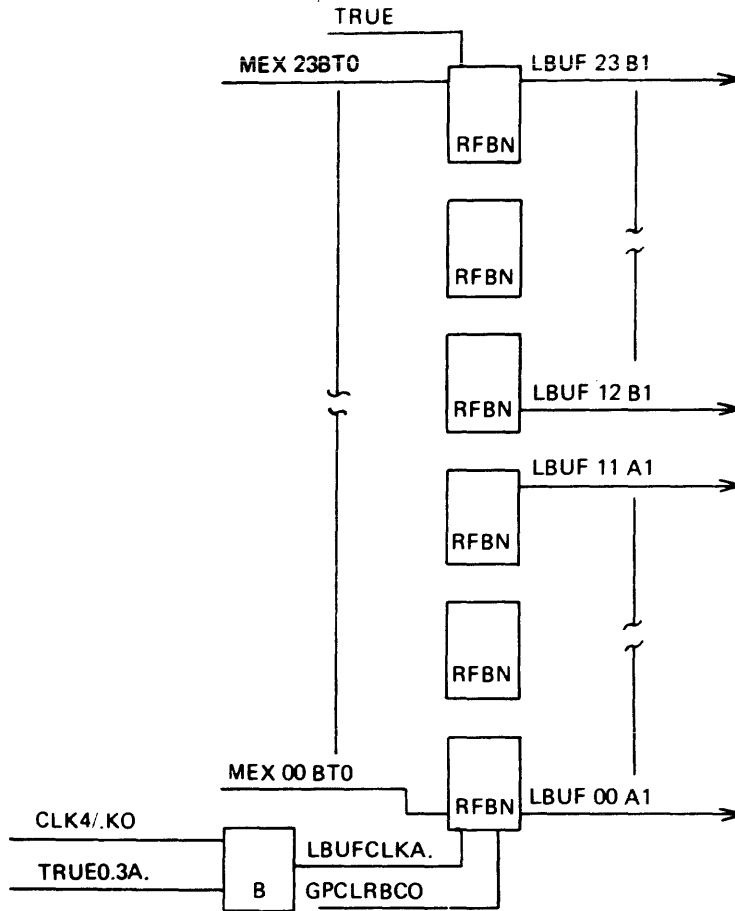 TRUE
MEX 23BT0
LBUF 23 B1
RFBN
RFBN
RFBN
LBUF 12 B1
LBUF 11 A1
RFBN
RFBN
MEX 00 BT0
RFBN
LBUF 00 A1
CLK4/.KO
LBUFCLKA.
TRUE0.3A.
B
GPCLRBCO